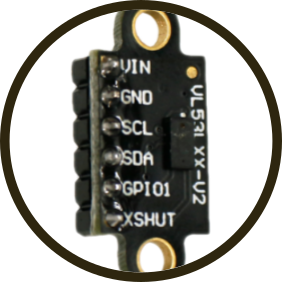 VIN
GND
SCL
SDA
GPIO1
XSHUT
VL53L XX-V2